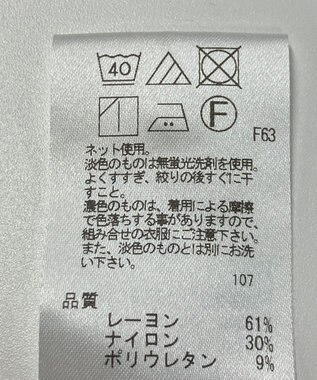 40
F
F63
ネット使用。
淡色のものは無蛍光洗剤を使用。
よくすすぎ、絞りの後すぐに干
すこと。
濃色のものは、着用による摩擦
で色落ちする事がありますので、
組み合せの衣服にご注意下さい。
また、淡色のものとは別にお洗
い下さい。
107
品質
レーヨン 61%
ナイロン 30%
ポリウレタン 9%